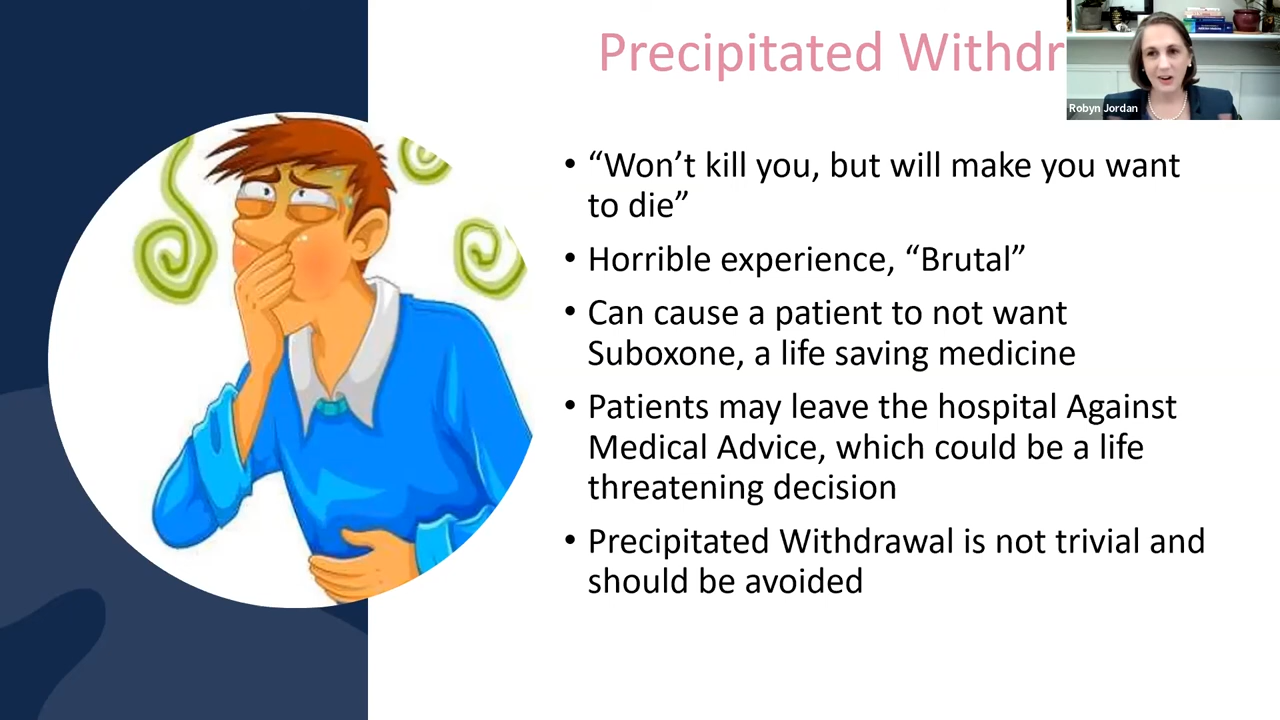 Precipitated Withdr
Robyn Jordan
• “Won’t kill you, but will make you want
to die”
• Horrible experience, “Brutal”
• Can cause a patient to not want
Suboxone, a life saving medicine
• Patients may leave the hospital Against
Medical Advice, which could be a life
threatening decision
• Precipitated Withdrawal is not trivial and
should be avoided